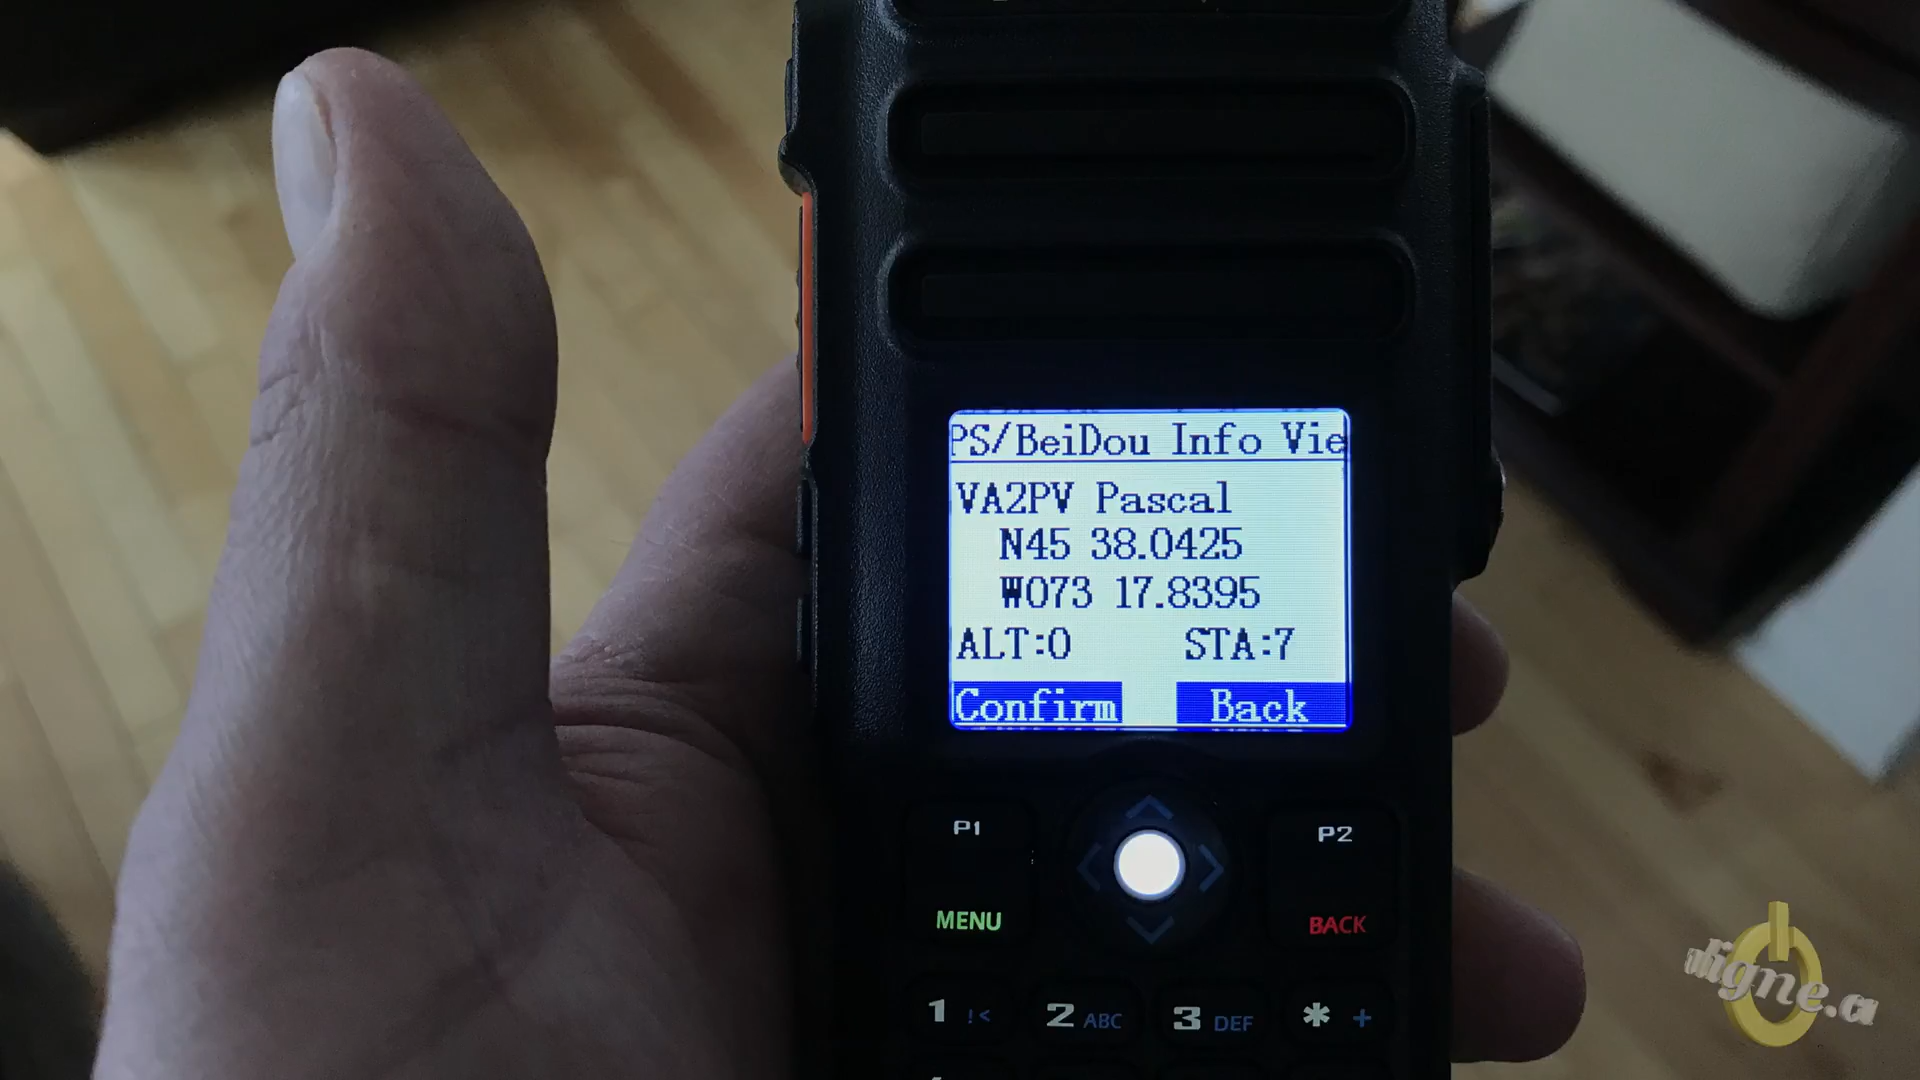 PS/BeiDou Info Vie
VA2PV Pascal
N45 38.0425
W073 17.8395
ALT:0 STA:7
Confirm Back
P1 P2
MENU BACK
1 !< 2 ABC 3 DEF * +